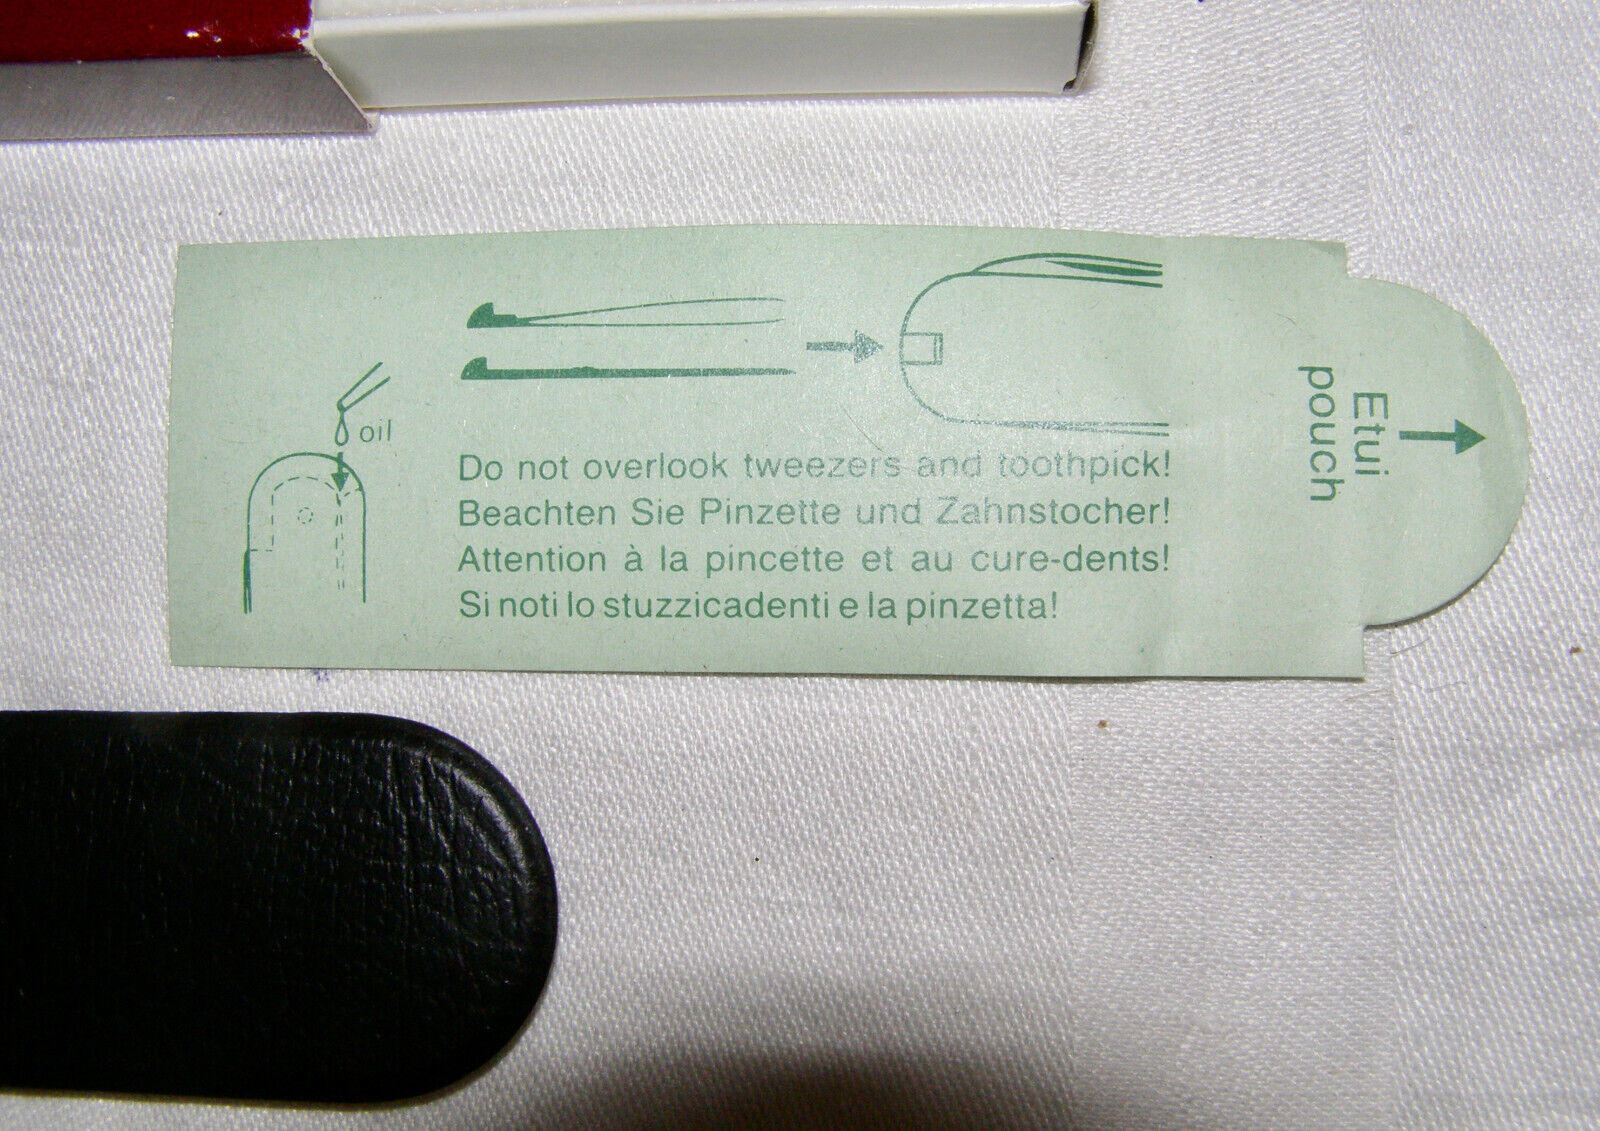 oil
Do not overlook tweezers and toothpick!
Beachten Sie Pinzette und Zahnstocher!
Attention à la pincette et au cure-dents!
Si noti lo stuzzicadenti e la pinzetta!
Etui
pouch